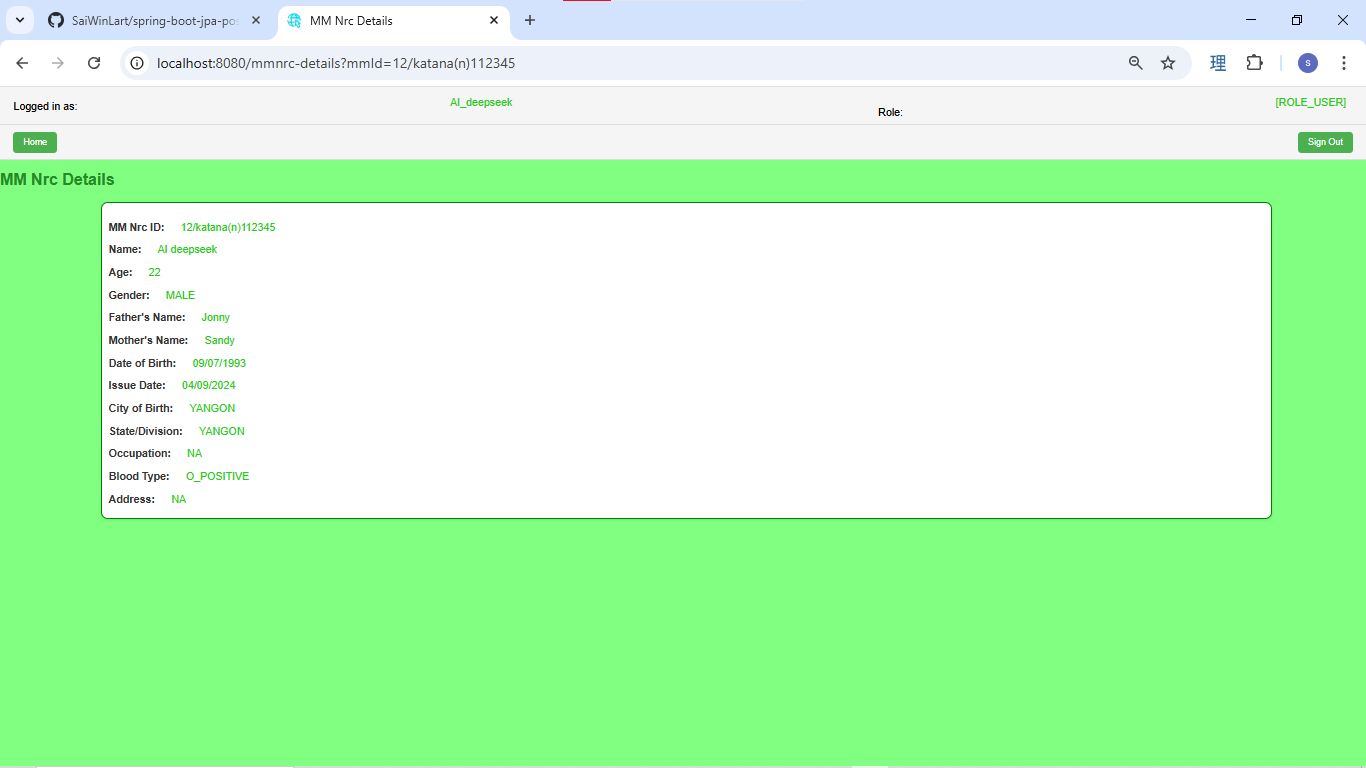 SaiWinLart/spring-boot-jpa-pos
MM Nrc Details
localhost:8080/mmnrc-details?mmId=12/katana(n)112345
理
s
Logged in as: AI_deepseek Role: [ROLE_USER]
Home Sign Out
MM Nrc Details
MM Nrc ID: 12/katana(n)112345
Name: AI deepseek
Age: 22
Gender: MALE
Father's Name: Jonny
Mother's Name: Sandy
Date of Birth: 09/07/1993
Issue Date: 04/09/2024
City of Birth: YANGON
State/Division: YANGON
Occupation: NA
Blood Type: O_POSITIVE
Address: NA